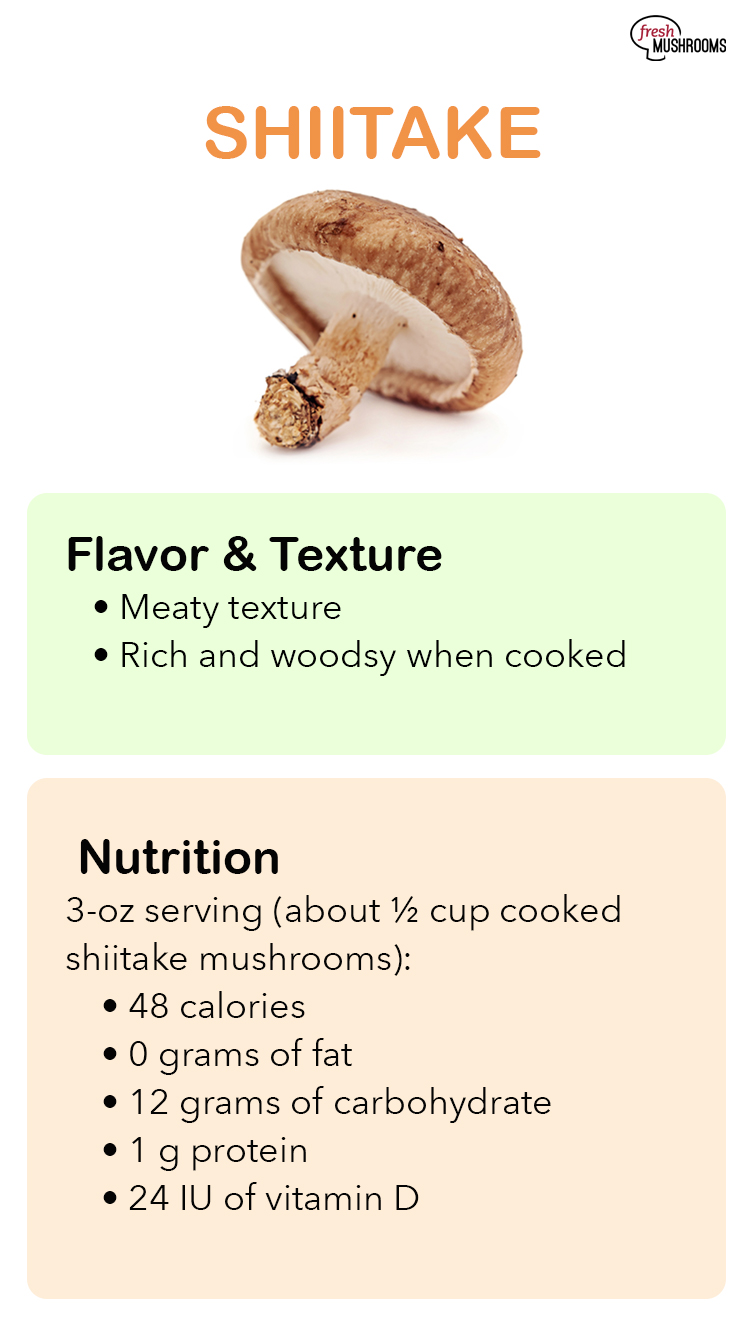 fresh
MUSHROOMS
SHIITAKE
Flavor & Texture
• Meaty texture
• Rich and woodsy when cooked
Nutrition
3-oz serving (about ½ cup cooked
shiitake mushrooms):
• 48 calories
• 0 grams of fat
• 12 grams of carbohydrate
• 1 g protein
• 24 IU of vitamin D